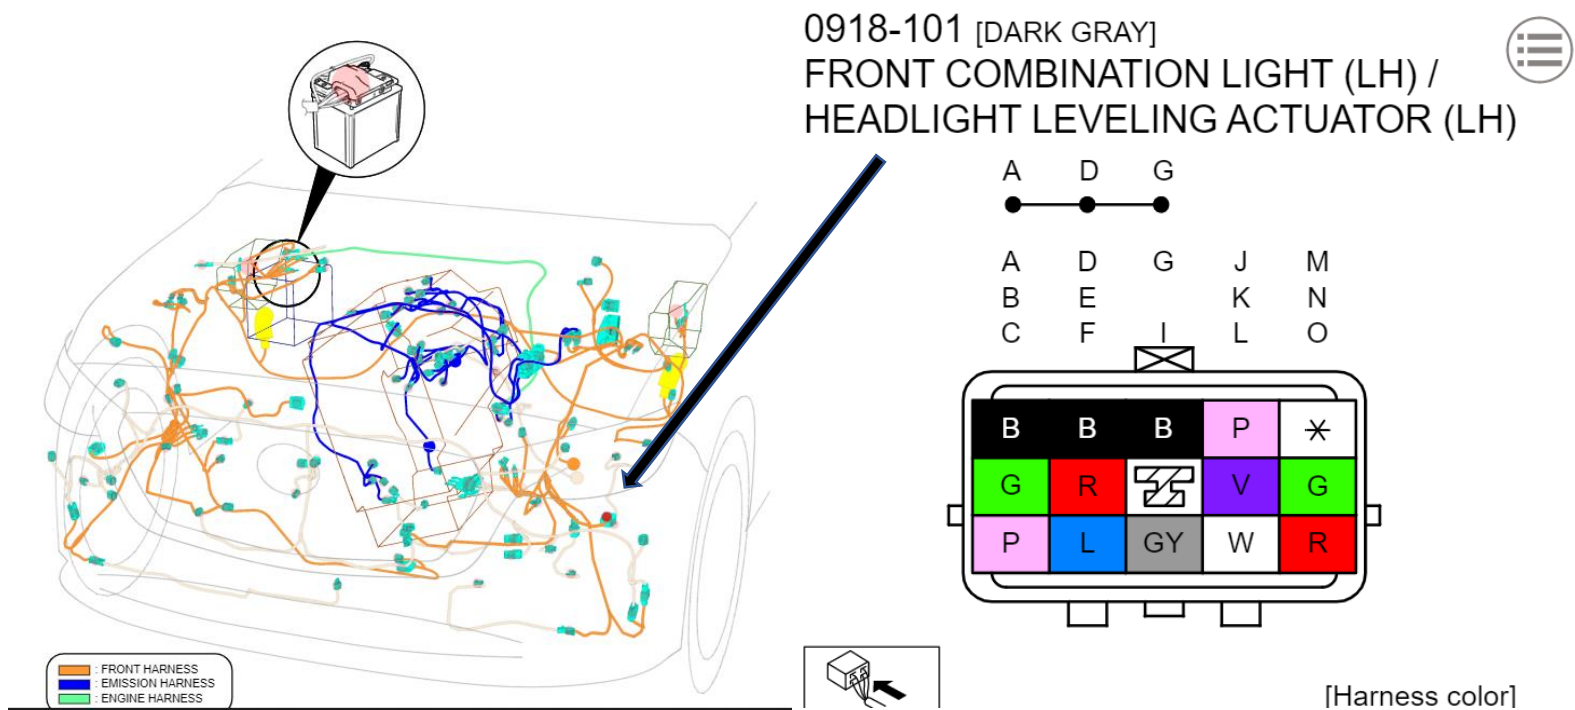 0918-101 [DARK GRAY]
FRONT COMBINATION LIGHT (LH) /
HEADLIGHT LEVELING ACTUATOR (LH)
A D G
A D G J M
B E K N
C F I L O
B B B P *
G R V G
P L GY W R
: FRONT HARNESS
: EMISSION HARNESS
: ENGINE HARNESS
[Harness color]